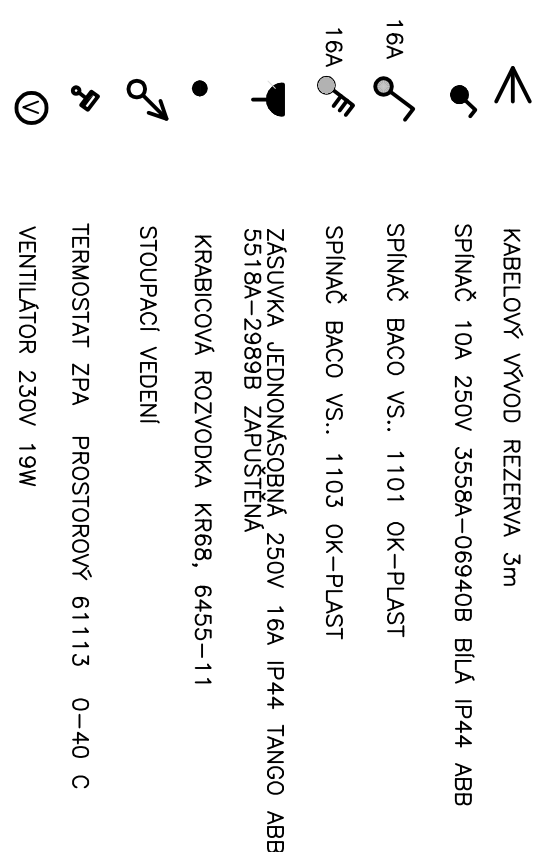 KABELOVÝ VÝVOD REZERVA 3m
SPÍNAČ 10A 250V 3558A-06940B BÍLÁ IP44 ABB
16A
SPÍNAČ BACO VS.. 1101 OK-PLAST
16A
SPÍNAČ BACO VS.. 1103 OK-PLAST
ZÁSUVKA JEDNONÁSOBNÁ 250V 16A IP44 TANGO ABB
5518A-2989B ZAPUŠTĚNÁ
KRABICOVÁ ROZVODKA KR68, 6455-11
STOUPACÍ VEDENÍ
TERMOSTAT ZPA PROSTOROVÝ 61113 0-40 C
V
VENTILÁTOR 230V 19W